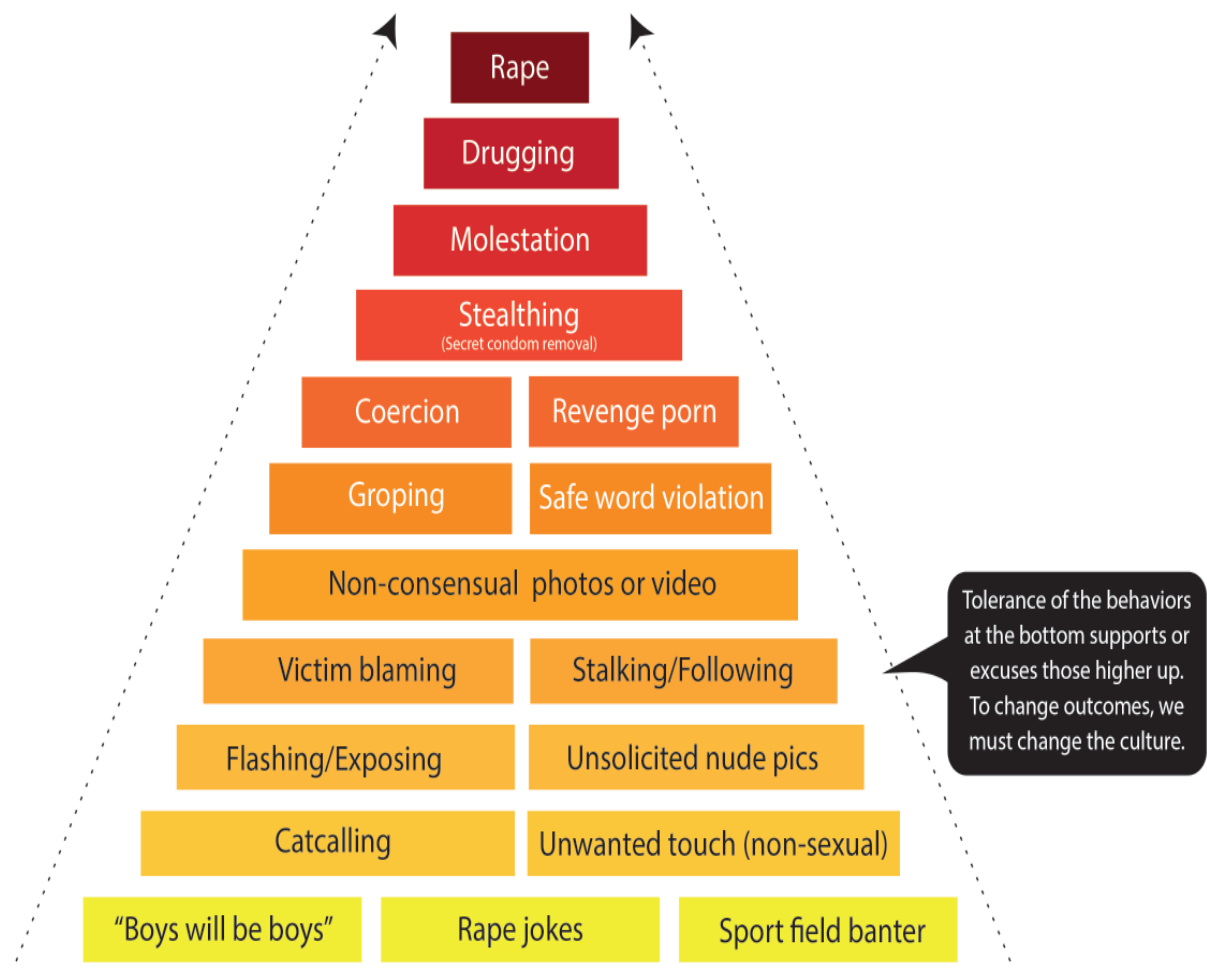 Rape
Drugging
Molestation
Stealthing
(Secret condom removal)
Coercion
Revenge porn
Groping
Safe word violation
Non-consensual photos or video
Victim blaming
Stalking/Following
Flashing/Exposing
Unsolicited nude pics
Catcalling
Unwanted touch (non-sexual)
“Boys will be boys”
Rape jokes
Sport field banter
Tolerance of the behaviors
at the bottom supports or
excuses those higher up.
To change outcomes, we
must change the culture.